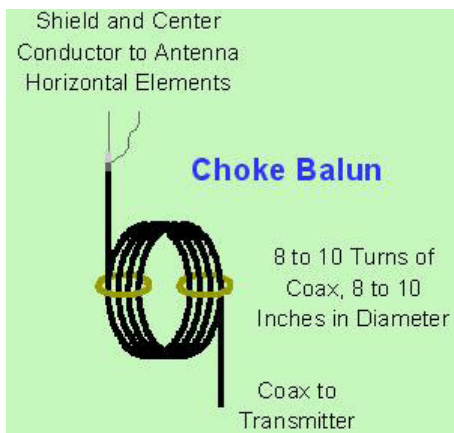 Shield and Center
Conductor to Antenna
Horizontal Elements
Choke Balun
8 to 10 Turns of
Coax, 8 to 10
Inches in Diameter
Coax to
Transmitter